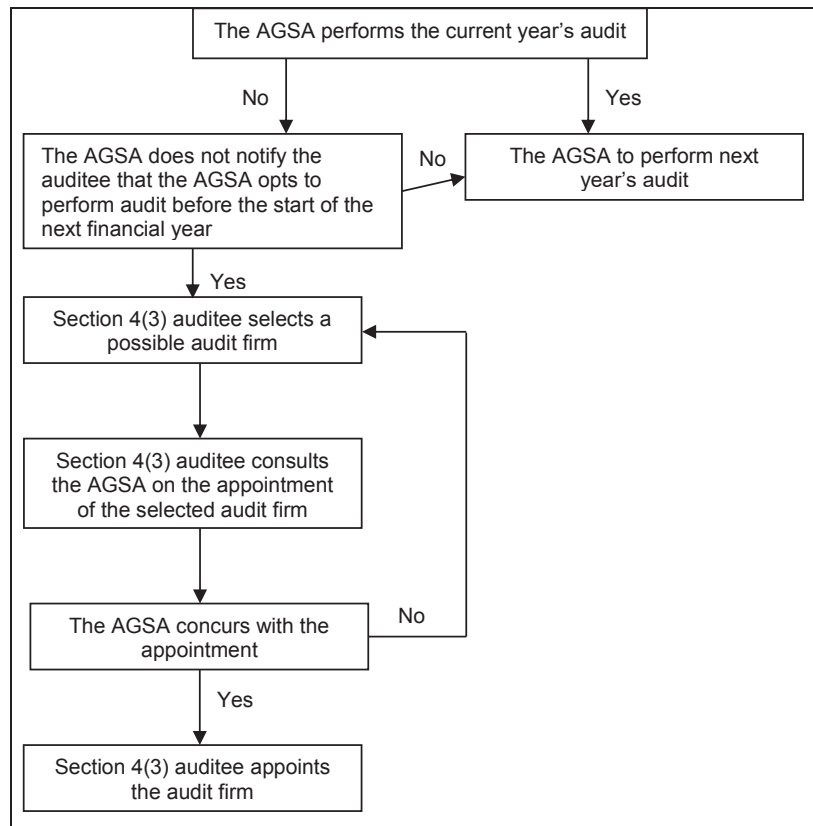 The AGSA performs the current year's audit
No
Yes
The AGSA does not notify the
auditee that the AGSA opts to
perform audit before the start of the
next financial year
No
The AGSA to perform next
year's audit
Yes
Section 4(3) auditee selects a
possible audit firm
Section 4(3) auditee consults
the AGSA on the appointment
of the selected audit firm
The AGSA concurs with the
appointment
No
Yes
Section 4(3) auditee appoints
the audit firm